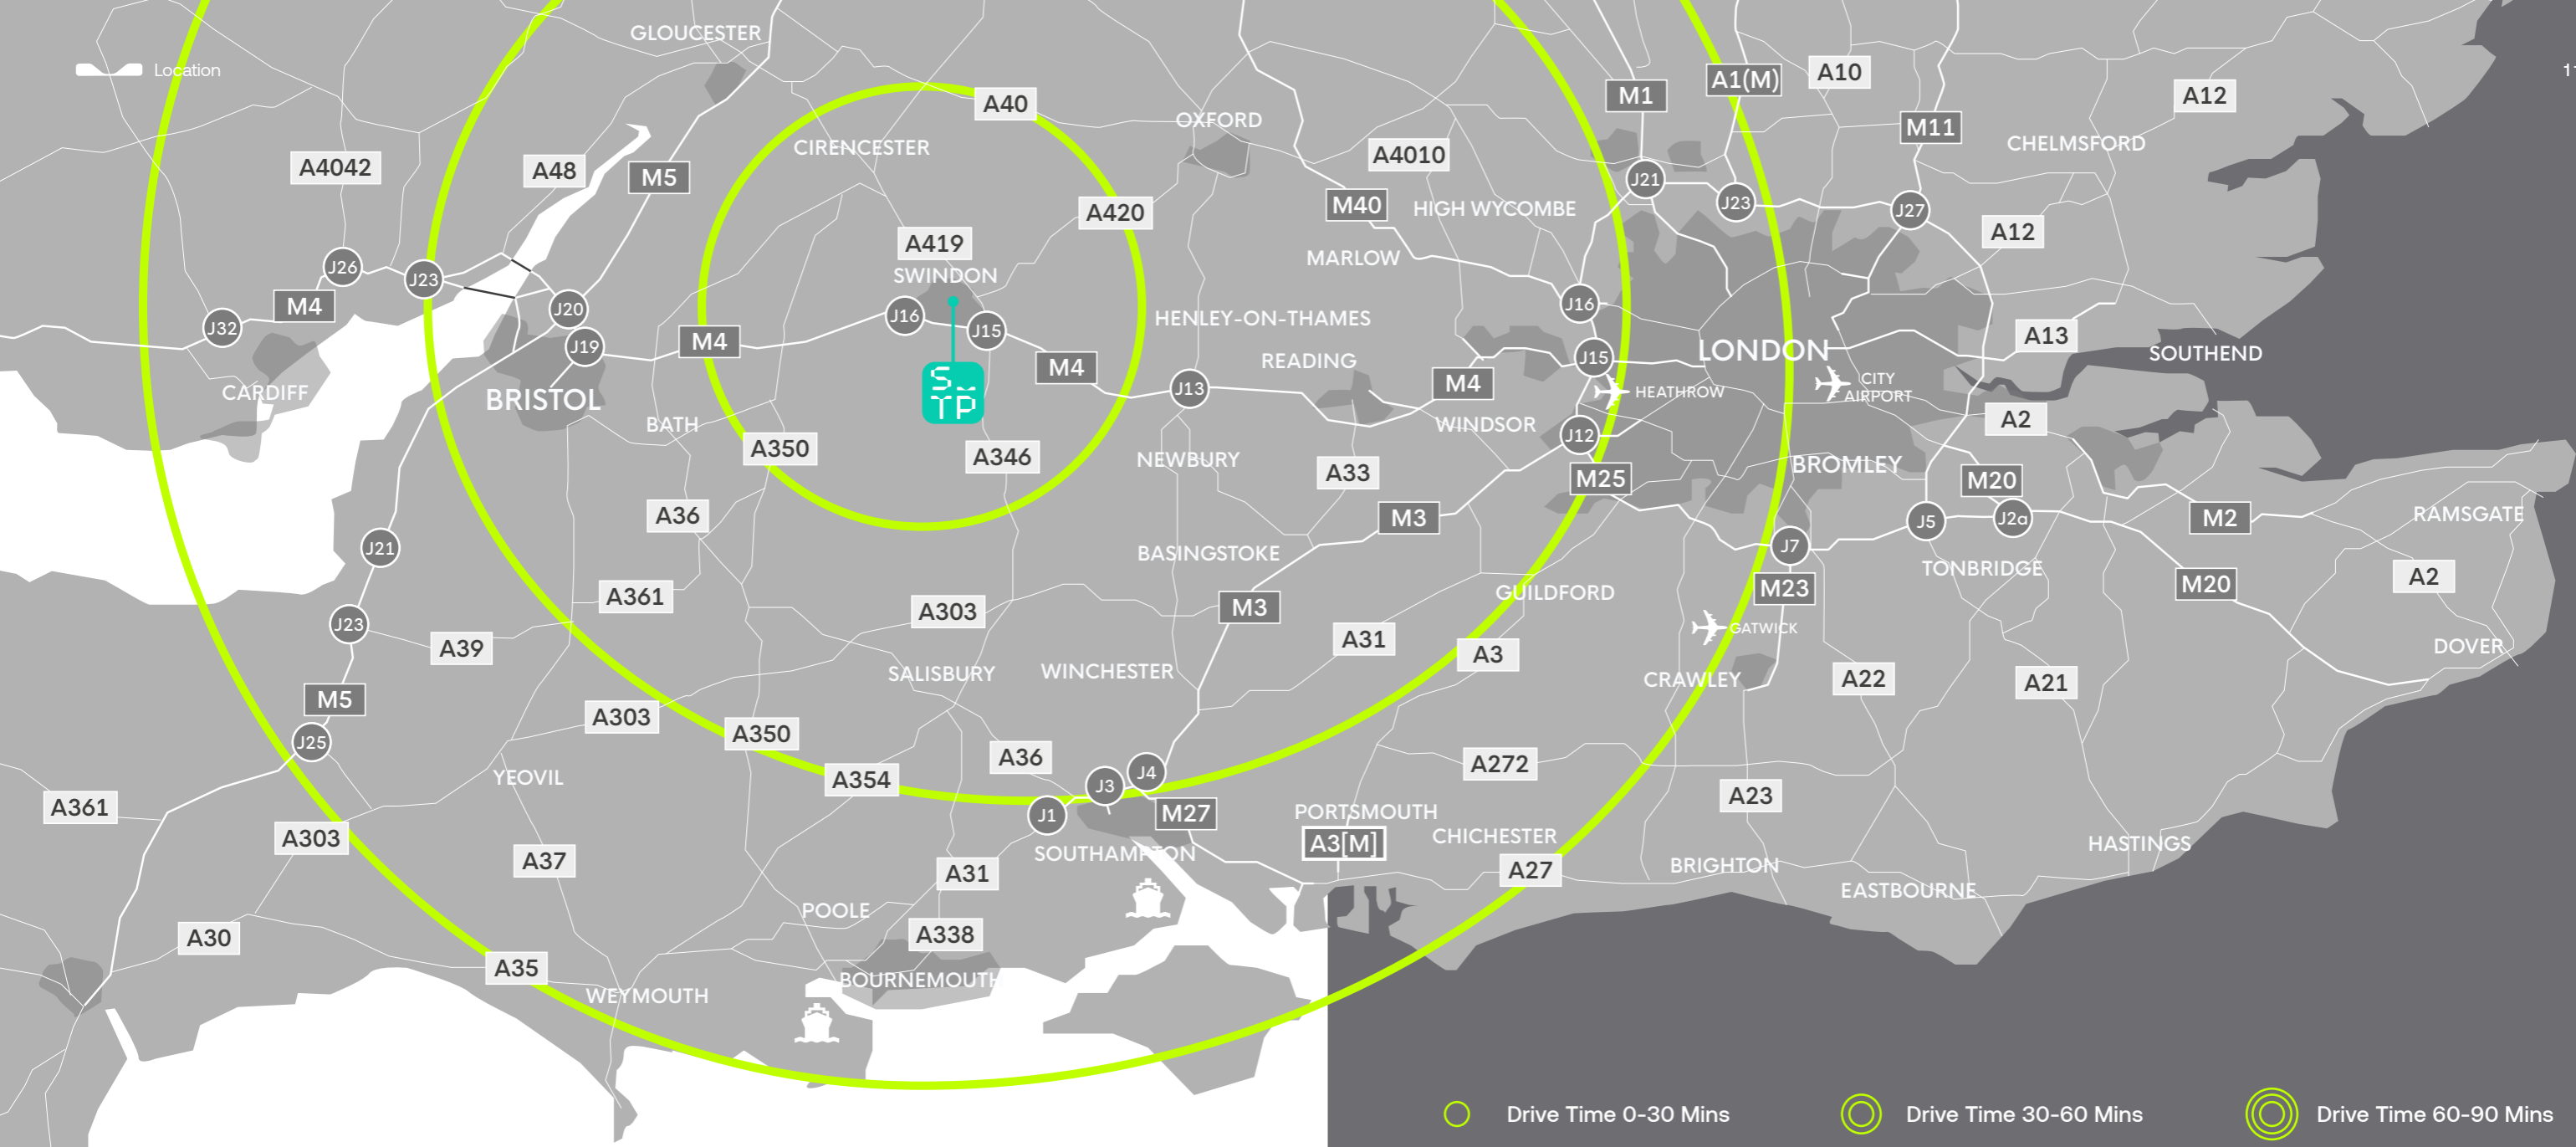 GLOUCESTER
Location
11
A40
A10
A1(M)
M1
A12
OXFORD
M11
CIRENCESTER
CHELMSFORD
A4010
A4042
A48
M5
J21
J23
M40
HIGH WYCOMBE
J27
A420
A12
A419
MARLOW
J26
SWINDON
J23
M4
J20
J16
J15
J16
HENLEY-ON-THAMES
J32
A13
M4
J19
READING
J15
LONDON
SOUTHEND
M4
CARDIFF
BRISTOL
S
TP
J13
M4
HEATHROW
CITY
AIRPORT
BATH
WINDSOR
J12
A2
A350
A346
NEWBURY
A33
BROMLEY
M25
M20
A36
M3
J5
J2a
M2
RAMSGATE
J21
BASINGSTOKE
J7
TONBRIDGE
A2
A361
A303
M3
GUILDFORD
M23
M20
J23
A39
A31
A3
GATWICK
DOVER
SALISBURY
WINCHESTER
CRAWLEY
A22
A21
M5
A303
A350
J25
A36
J4
A272
YEOVIL
A354
J3
A23
A361
J1
M27
PORTSMOUTH
A303
A3[M]
CHICHESTER
HASTINGS
A37
SOUTHAMPTON
A31
A27
BRIGHTON
EASTBOURNE
POOLE
A30
A338
A35
BOURNEMOUTH
WEYMOUTH
Drive Time 0-30 Mins
Drive Time 30-60 Mins
Drive Time 60-90 Mins